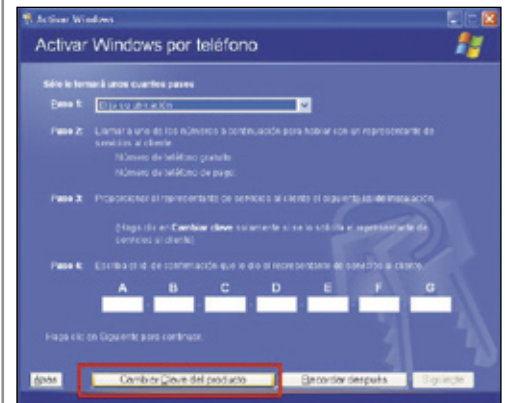 Activar Windows
Activar Windows por teléfono
Sólo le tomará unos cuantos pasos
Paso 1:
Elija su ubicación
Paso 2: Llamar a uno de los números a continuación para hablar con un representante de
servicios al cliente.
Número de teléfono gratuito:
Número de teléfono de pago:
Paso 3: Proporcionar al representante de servicios al cliente el siguiente id. de instalación:
(Haga clic en Cambiar clave solamente si se lo solicita el representante de
servicios al cliente)
Paso 4: Escriba el id. de confirmación que le dio el representante de servicios al cliente.
A B C D E F G
Haga clic en Siguiente para continuar.
Atrás Cambiar Clave del producto Recordar después Siguiente